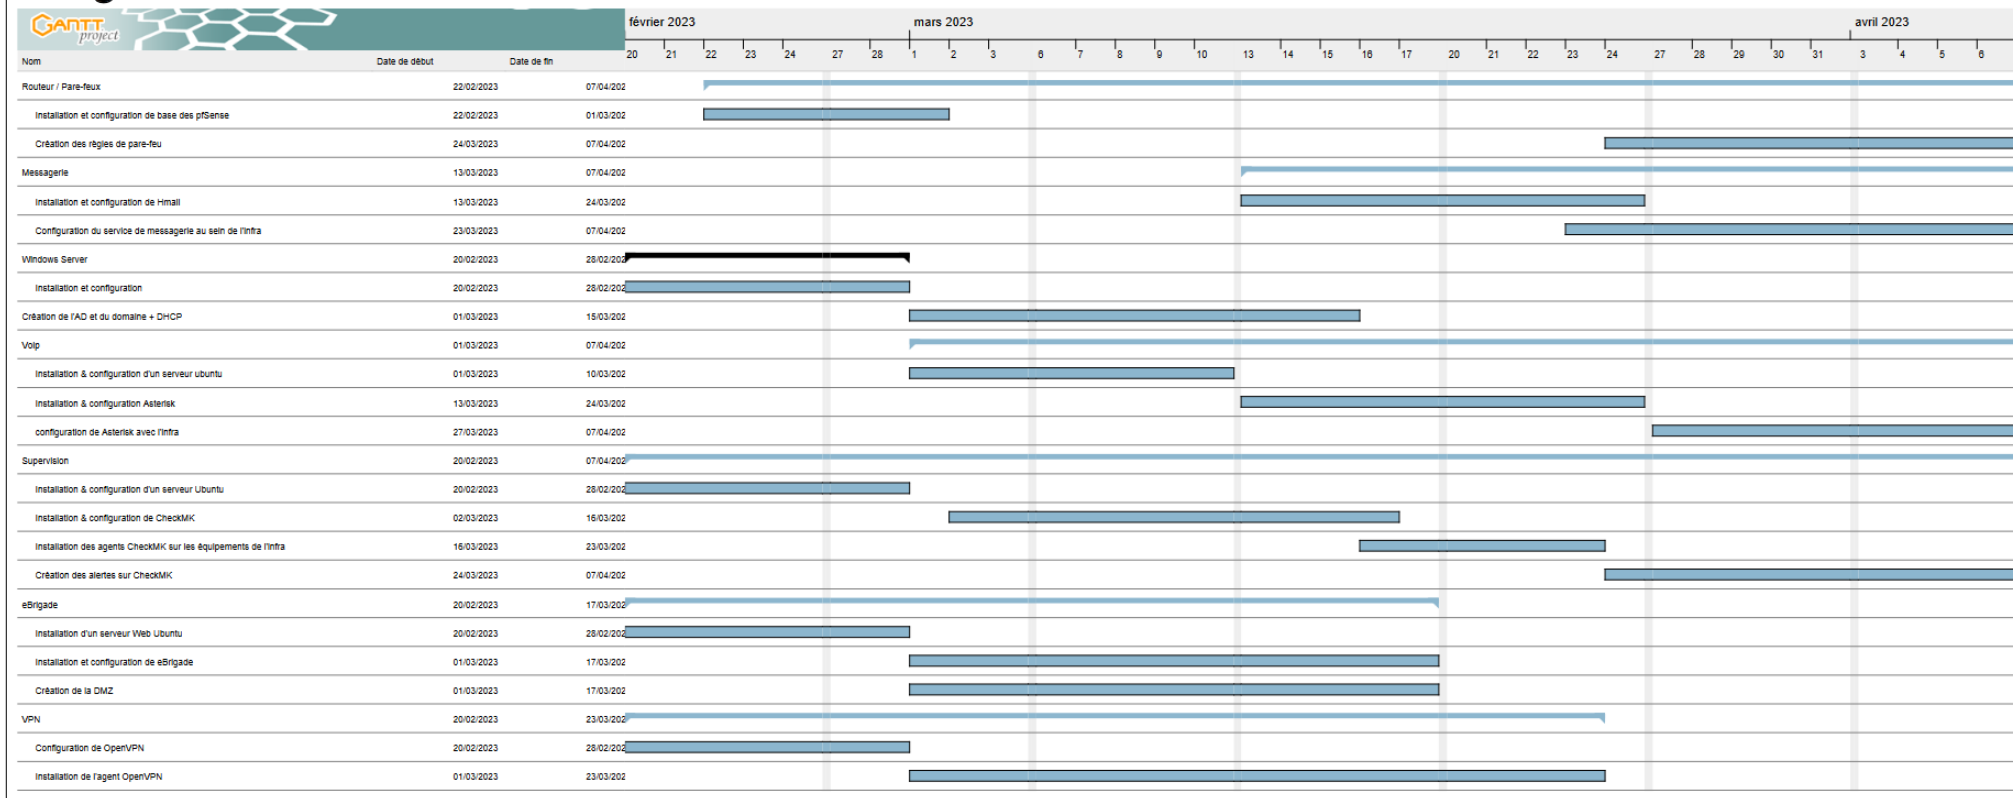 GANTT project
février 2023 mars 2023 avril 2023
20 21 22 23 24 27 28 1 2 3 6 7 8 9 10 13 14 15 16 17 20 21 22 23 24 27 28 29 30 31 3 4 5 6
Nom Date de début Date de fin
Routeur / Pare-feux 22/02/2023 07/04/202
Installation et configuration de base des pfSense 22/02/2023 01/03/202
Création des règles de pare-feu 24/03/2023 07/04/202
Messagerie 13/03/2023 07/04/202
Installation et configuration de Hmail 13/03/2023 24/03/202
Configuration du service de messagerie au sein de l'infra 23/03/2023 07/04/202
Windows Server 20/02/2023 28/02/202
Installation et configuration 20/02/2023 28/02/202
Création de l'AD et du domaine + DHCP 01/03/2023 15/03/202
Voip 01/03/2023 07/04/202
Installation & configuration d'un serveur ubuntu 01/03/2023 10/03/202
Installation & configuration Asterisk 13/03/2023 24/03/202
configuration de Asterisk avec l'infra 27/03/2023 07/04/202
Supervision 20/02/2023 07/04/202
Installation & configuration d'un serveur Ubuntu 20/02/2023 28/02/202
Installation & configuration de CheckMK 02/03/2023 16/03/202
Installation des agents CheckMK sur les équipements de l'infra 16/03/2023 23/03/202
Création des alertes sur CheckMK 24/03/2023 07/04/202
eBrigade 20/02/2023 17/03/202
Installation d'un serveur Web Ubuntu 20/02/2023 28/02/202
Installation et configuration de eBrigade 01/03/2023 17/03/202
Création de la DMZ 01/03/2023 17/03/202
VPN 20/02/2023 23/03/202
Configuration de OpenVPN 20/02/2023 28/02/202
Installation de l'agent OpenVPN 01/03/2023 23/03/202